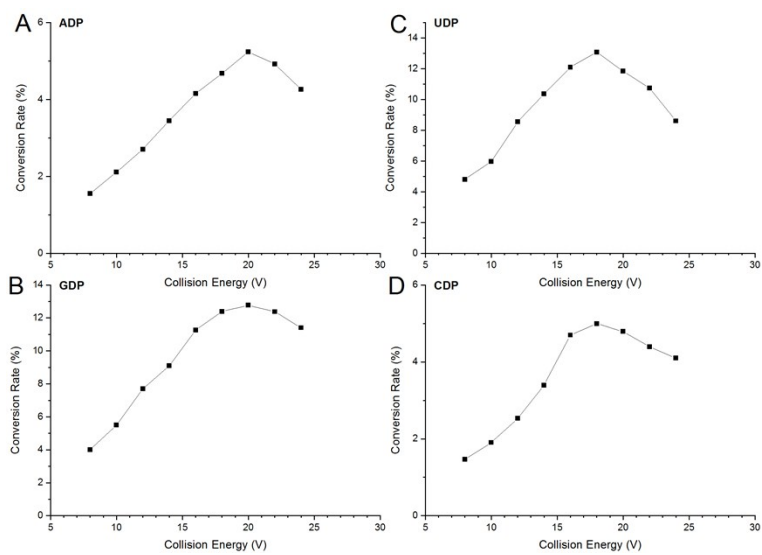 A ADP
6
4
2
0
Conversion Rate (%)
5 10 15 20 25 30
Collision Energy (V)
C UDP
14
12
10
8
6
4
2
0
Conversion Rate (%)
5 10 15 20 25 30
Collision Energy (V)
B GDP
14
12
10
8
6
4
2
0
Conversion Rate (%)
5 10 15 20 25 30
Collision Energy (V)
D CDP
6
4
2
0
Conversion Rate (%)
5 10 15 20 25 30
Collision Energy (V)